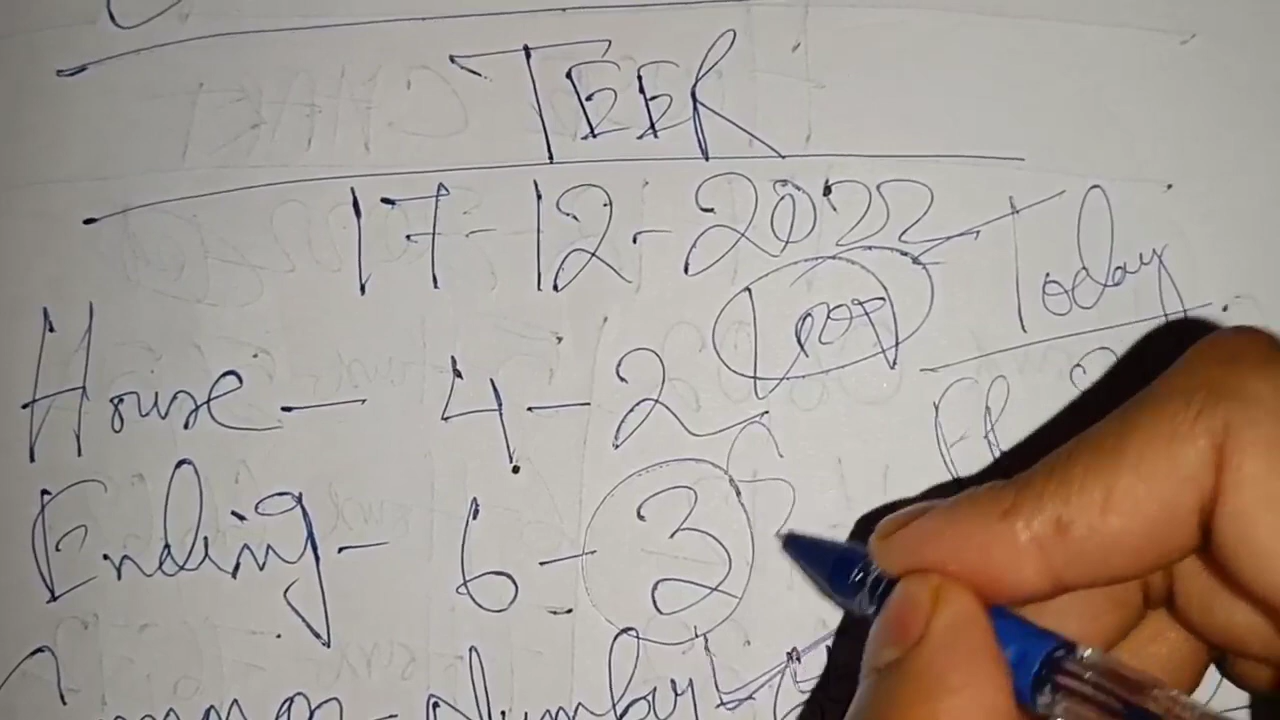 TEER
17-12-2022
Today
House - 4-2
Ending - 6-3
Number